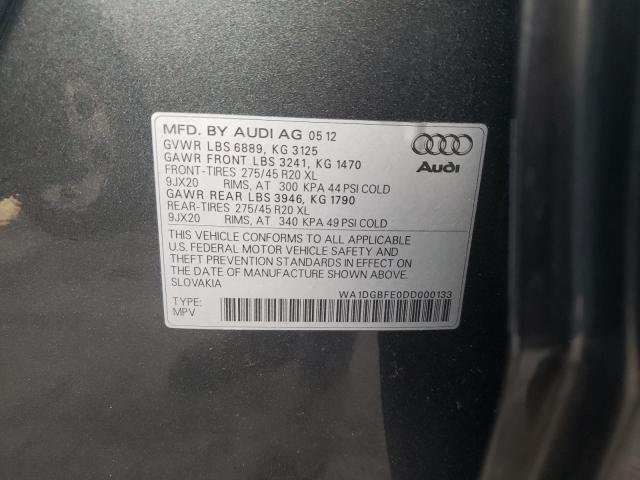 MFD. BY AUDI AG 05 12
GVWR LBS 6889, KG 3125
GAWR FRONT LBS 3241, KG 1470
FRONT-TIRES 275/45 R20 XL
9JX20 RIMS, AT 300 KPA 44 PSI COLD
GAWR REAR LBS 3946, KG 1790
REAR-TIRES 275/45 R20 XL
9JX20 RIMS, AT 340 KPA 49 PSI COLD
Audi
THIS VEHICLE CONFORMS TO ALL APPLICABLE
U.S. FEDERAL MOTOR VEHICLE SAFETY AND
THEFT PREVENTION STANDARDS IN EFFECT ON
THE DATE OF MANUFACTURE SHOWN ABOVE.
SLOVAKIA
WA1DGBFE0DD000133
TYPE:
MPV